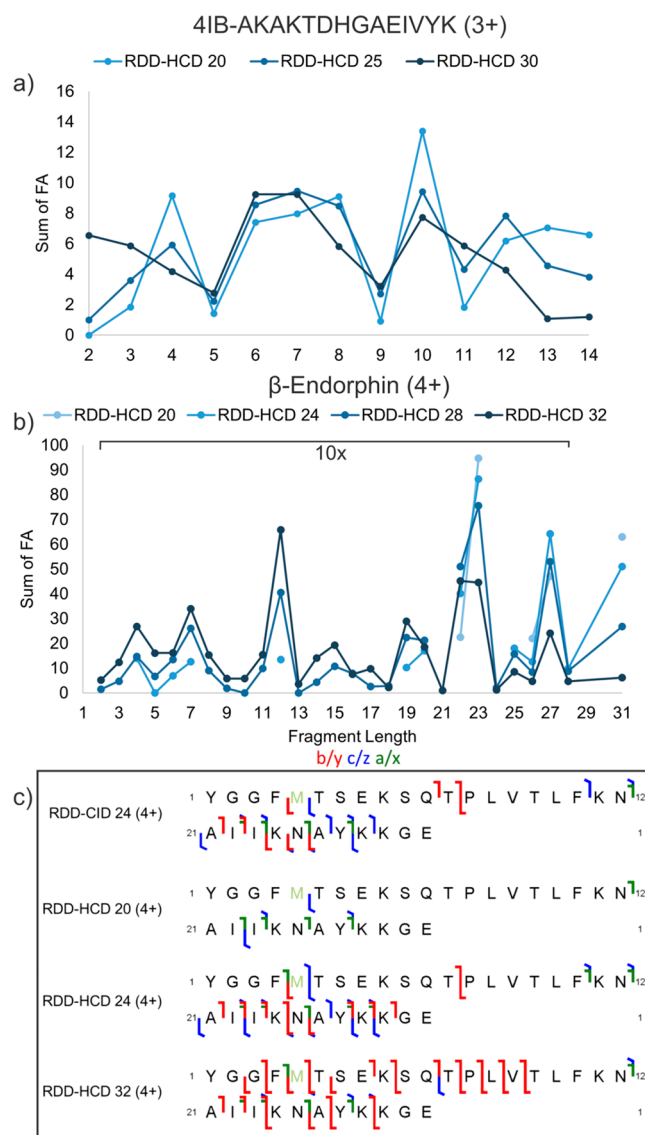 4IB-AKAKTDHGAEIVYK (3+)
RDD-HCD 20 RDD-HCD 25 RDD-HCD 30
a)
16
14
12
10
8
6
4
2
0
Sum of FA
2 3 4 5 6 7 8 9 10 11 12 13 14
β-Endorphin (4+)
b)
RDD-HCD 20 RDD-HCD 24 RDD-HCD 28 RDD-HCD 32
10x
100
90
80
70
60
50
40
30
20
10
0
Sum of FA
1 3 5 7 9 11 13 15 17 19 21 23 25 27 29 31
Fragment Length
b/y c/z a/x
c)
RDD-CID 24 (4+)
1 Y G G F M T S E K S Q T P L V T L F K N 12
21 A I I K N A Y K K G E 1
RDD-HCD 20 (4+)
1 Y G G F M T S E K S Q T P L V T L F K N 12
21 A I I K N A Y K K G E 1
RDD-HCD 24 (4+)
1 Y G G F M T S E K S Q T P L V T L F K N 12
21 A I I K N A Y K K G E 1
RDD-HCD 32 (4+)
1 Y G G F M T S E K S Q T P L V T L F K N 12
21 A I I K N A Y K K G E 1